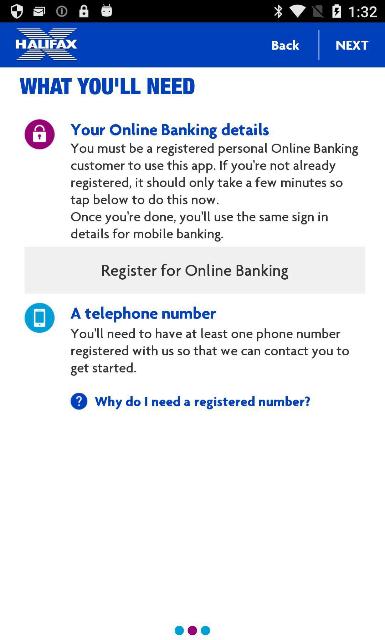 1:32
HALIFAX
Back
NEXT
WHAT YOU'LL NEED
Your Online Banking details
You must be a registered personal Online Banking
customer to use this app. If you're not already
registered, it should only take a few minutes so
tap below to do this now.
Once you're done, you'll use the same sign in
details for mobile banking.
Register for Online Banking
A telephone number
You'll need to have at least one phone number
registered with us so that we can contact you to
get started.
? Why do I need a registered number?